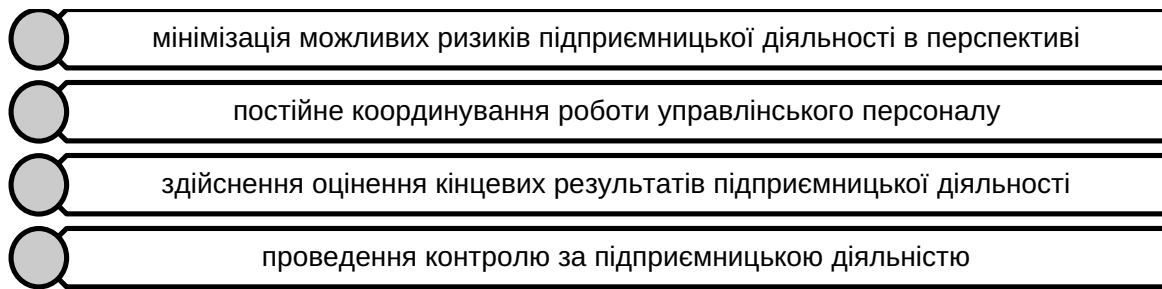 мінімізація можливих ризиків підприємницької діяльності в перспективі
постійне координування роботи управлінського персоналу
здійснення оцінення кінцевих результатів підприємницької діяльності
проведення контролю за підприємницькою діяльністю